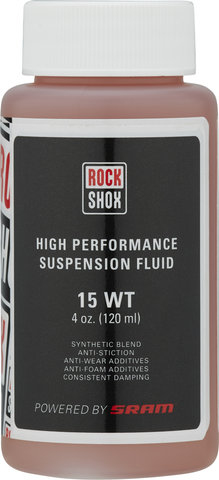 ROCK
SHOX
HIGH PERFORMANCE
SUSPENSION FLUID
15 WT
4 oz. (120 ml)
SYNTHETIC BLEND
ANTI-STICTION
ANTI-WEAR ADDITIVES
ANTI-FOAM ADDITIVES
CONSISTENT DAMPING
POWERED BY SRAM